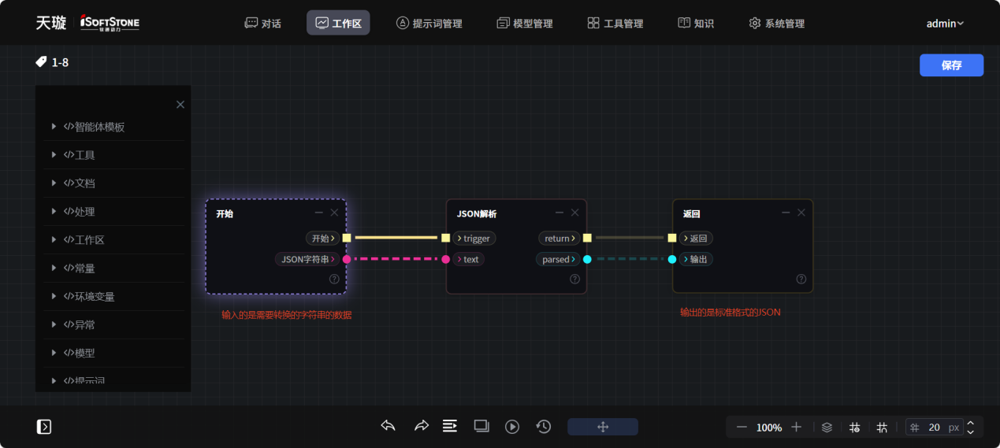 天璇 iSoftStone 软通动力 对话 工作区 提示词管理 模型管理 工具管理 知识 系统管理 admin
1-8 保存
</>智能体模板
</>工具
</>文档
</>处理
</>工作区
</>常量
</>环境变量
</>异常
</>模型
</>提示词
开始
开始
JSON字符串
输入的是需要转换的字符串的数据
JSON解析
trigger return
text parsed
返回
返回
输出
输出的是标准格式的JSON
100% 20 px